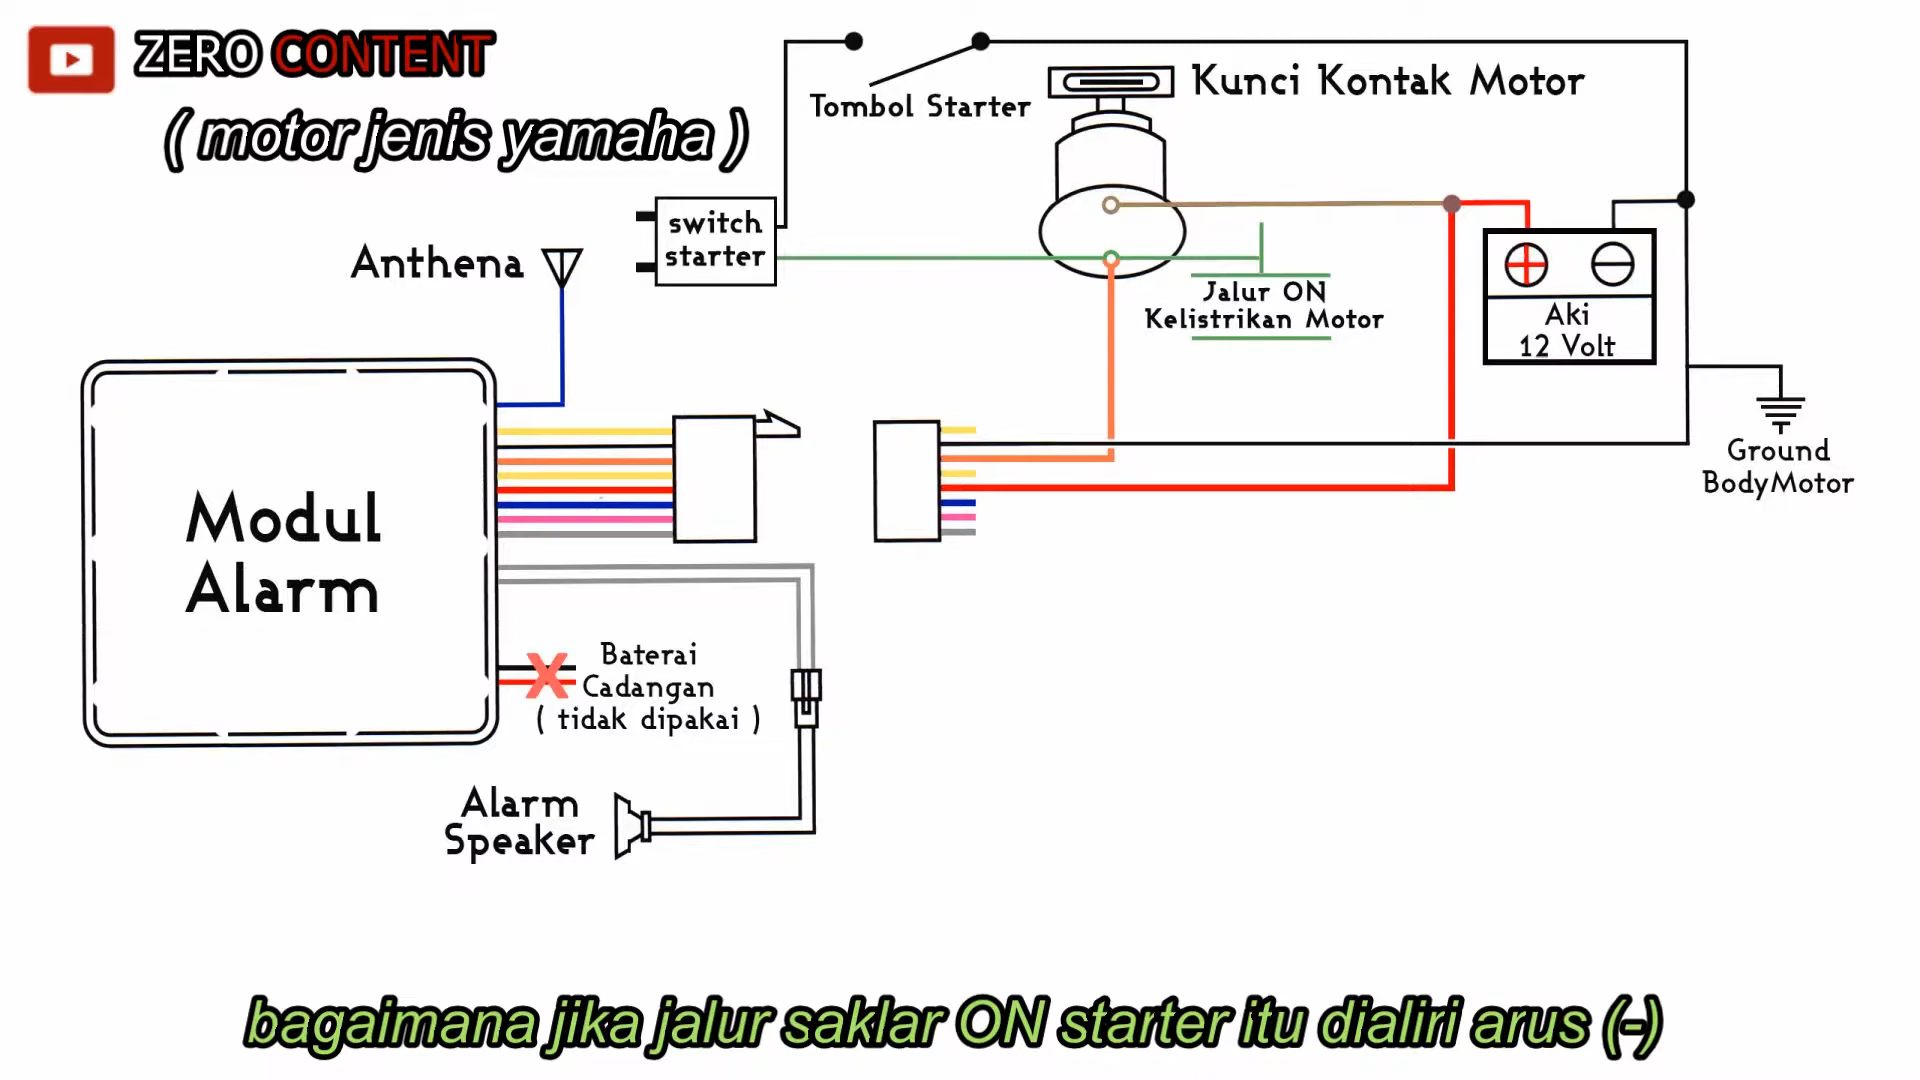 ZERO CONTENT
( motor jenis yamaha )
Tombol Starter
Kunci Kontak Motor
switch
starter
Anthena
Jalur ON
Kelistrikan Motor
Aki
12 Volt
Ground
BodyMotor
Modul
Alarm
Baterai
Cadangan
( tidak dipakai )
Alarm
Speaker
bagaimana jika jalur saklar ON starter itu dialiri arus (-)